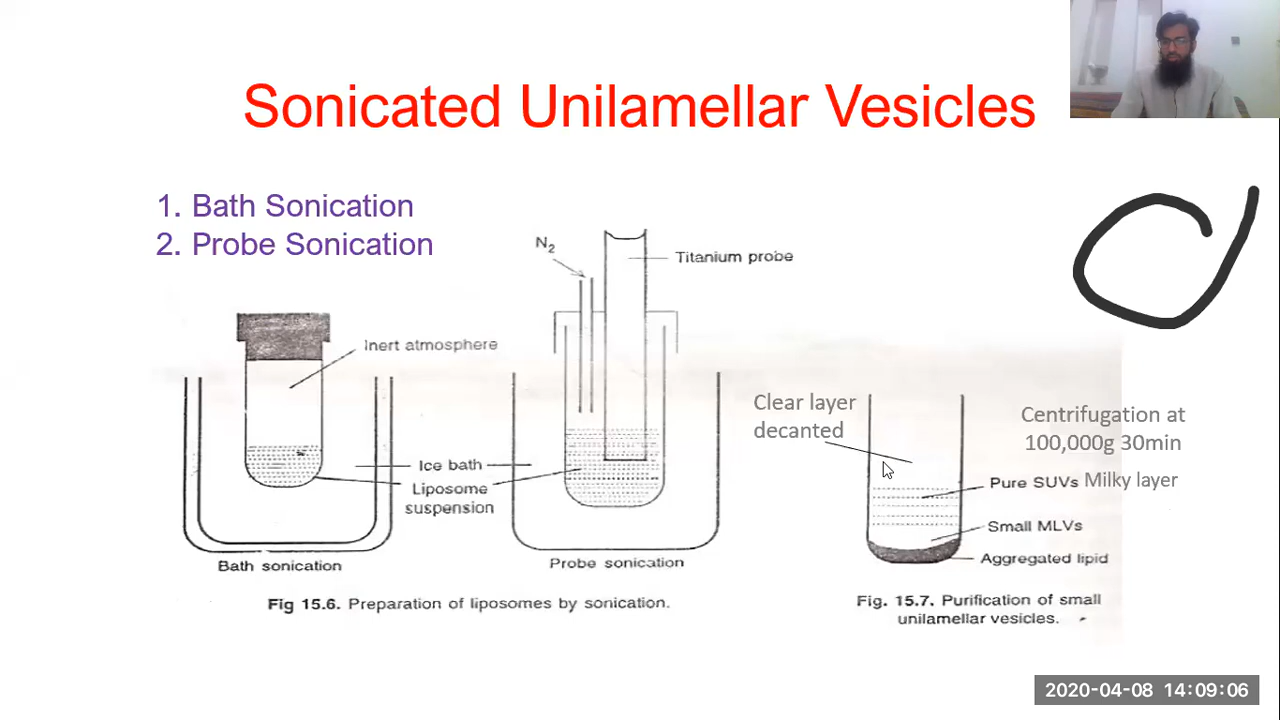 Sonicated Unilamellar Vesicles
1. Bath Sonication
2. Probe Sonication
N2
Titanium probe
Inert atmosphere
Ice bath
Liposome
suspension
Bath sonication
Probe sonication
Fig 15.6. Preparation of liposomes by sonication.
Clear layer
decanted
Centrifugation at
100,000g 30min
Pure SUVs Milky layer
Small MLVs
Aggregated lipid
Fig. 15.7. Purification of small
unilamellar vesicles.
2020-04-08 14:09:06